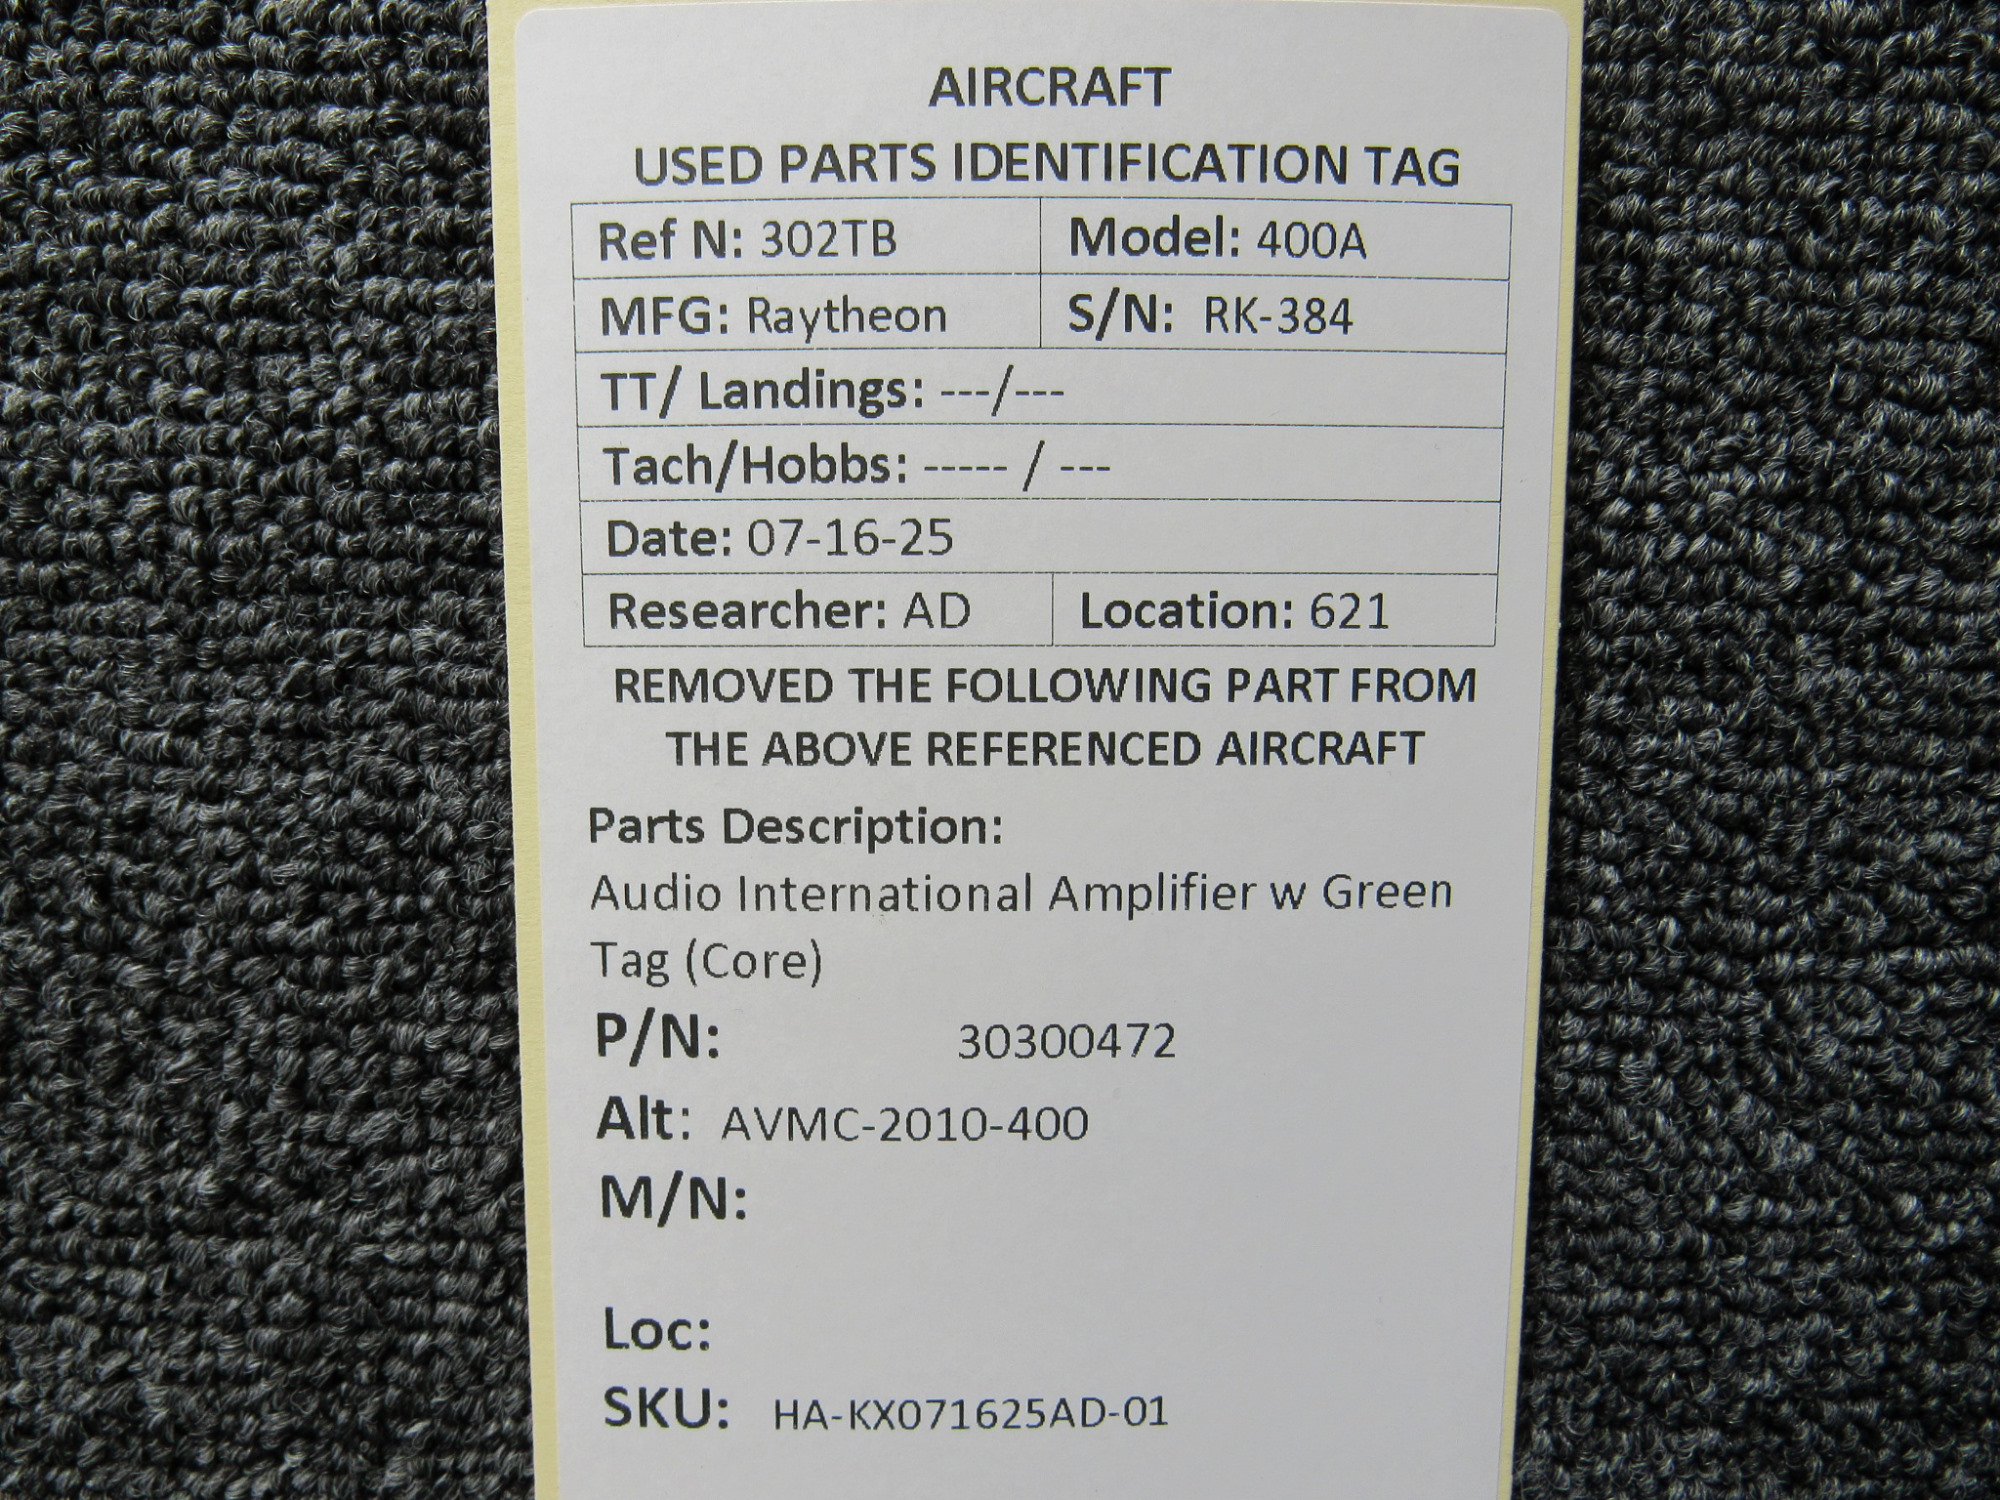 AIRCRAFT
USED PARTS IDENTIFICATION TAG
Ref N: 302TB Model: 400A
MFG: Raytheon S/N: RK-384
TT/ Landings: ---/---
Tach/Hobbs: ----- / ---
Date: 07-16-25
Researcher: AD Location: 621
REMOVED THE FOLLOWING PART FROM
THE ABOVE REFERENCED AIRCRAFT
Parts Description:
Audio International Amplifier w Green
Tag (Core)
P/N: 30300472
Alt: AVMC-2010-400
M/N:
Loc:
SKU: HA-KX071625AD-01